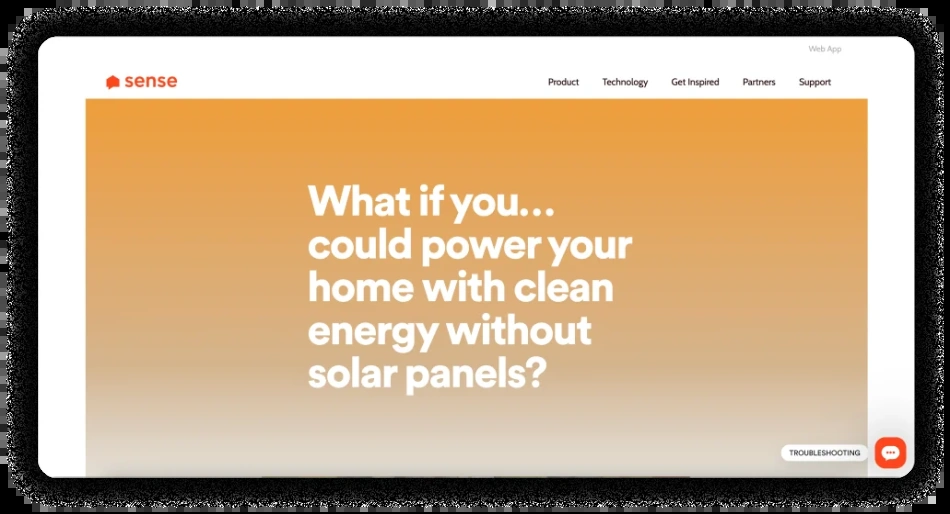 Web App
sense
Product Technology Get Inspired Partners Support
What if you...
could power your
home with clean
energy without
solar panels?
TROUBLESHOOTING